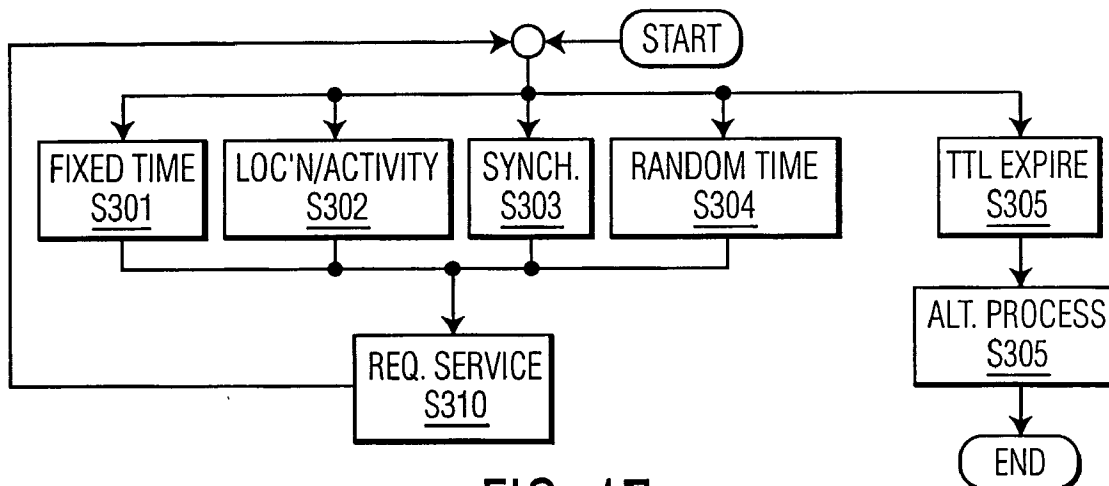 START
FIXED TIME
S301
LOC'N/ACTIVITY
S302
SYNCH.
S303
RANDOM TIME
S304
TTL EXPIRE
S305
REQ. SERVICE
S310
ALT. PROCESS
S305
END